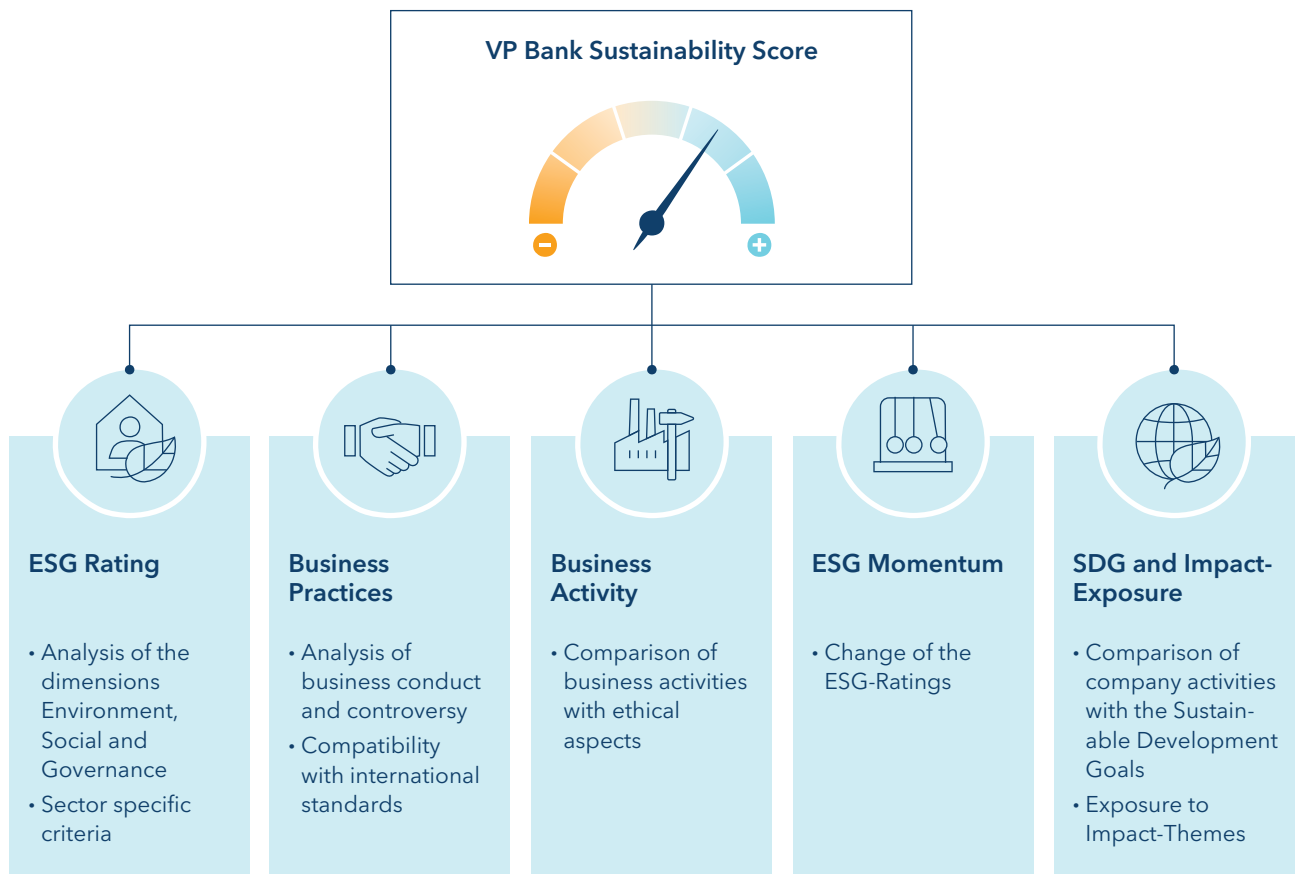 VP Bank Sustainability Score
ESG Rating
• Analysis of the
dimensions
Environment,
Social and
Governance
• Sector specific
criteria
Business
Practices
• Analysis of
business conduct
and controversy
• Compatibility
with international
standards
Business
Activity
• Comparison of
business activities
with ethical
aspects
ESG Momentum
• Change of the
ESG-Ratings
SDG and Impact-
Exposure
• Comparison of
company activities
with the Sustain-
able Development
Goals
• Exposure to
Impact-Themes